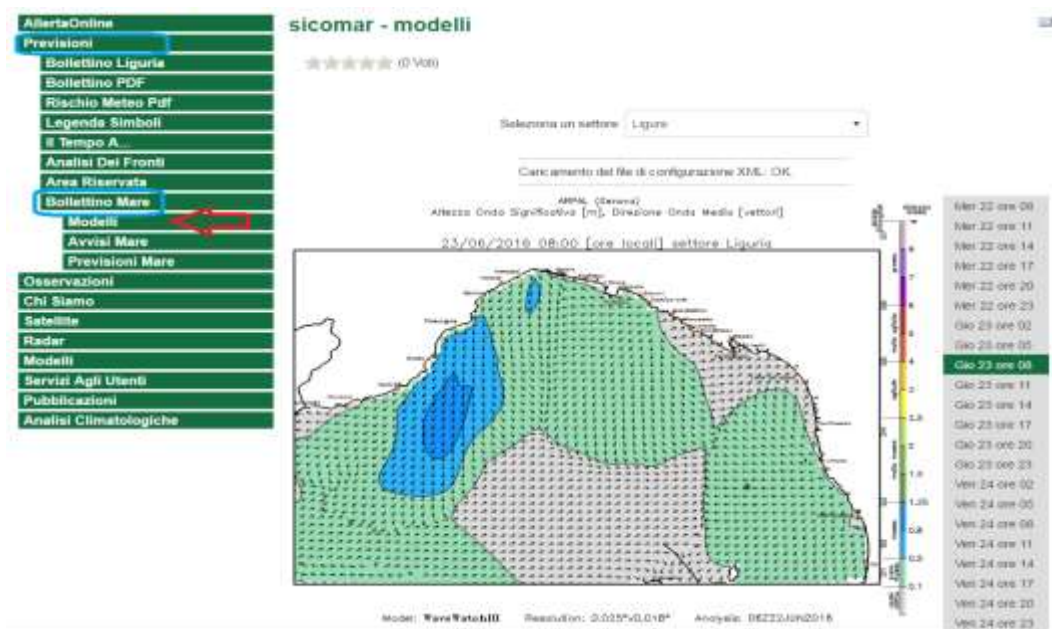 AllertaOnline
Previsioni
Bollettino Liguria
Bollettino PDF
Rischio Meteo Pdf
Legenda Simboli
Il Tempo A...
Analisi Dei Fronti
Area Riservata
Bollettino Mare
Modelli
Avvisi Mare
Previsioni Mare
Osservazioni
Chi Siamo
Satellite
Radar
Modelli
Servizi Agli Utenti
Pubblicazioni
Analisi Climatologiche
sicomar - modelli
(0 Voti)
Seleziona un settore Liguria
Caricamento del file di configurazione XML: OK
ARPAL (Genova)
Altezza Onda Significativa [m], Direzione Onda Media [vettori]
23/06/2016 08:00 [ore locali] settore Liguria
Model: WaveWatchIII Resolution: 0.025°x0.018° Analysis: 06Z22JUN2016
Mer 22 ore 08
Mer 22 ore 11
Mer 22 ore 14
Mer 22 ore 17
Mer 22 ore 20
Mer 22 ore 23
Gio 23 ore 02
Gio 23 ore 05
Gio 23 ore 08
Gio 23 ore 11
Gio 23 ore 14
Gio 23 ore 17
Gio 23 ore 20
Gio 23 ore 23
Ven 24 ore 02
Ven 24 ore 05
Ven 24 ore 08
Ven 24 ore 11
Ven 24 ore 14
Ven 24 ore 17
Ven 24 ore 20
Ven 24 ore 23